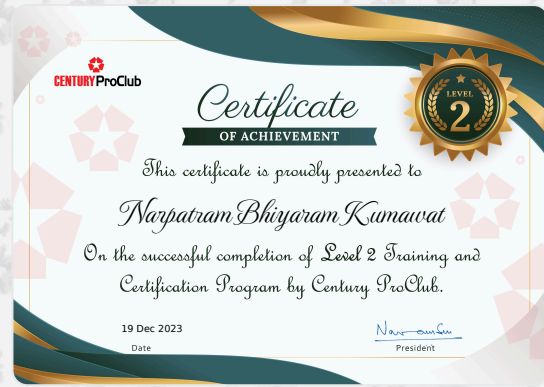 CENTURY ProClub
LEVEL
2
Certificate
OF ACHIEVEMENT
This certificate is proudly presented to
Narpatram Bhiyaram Kumawat
On the successful completion of Level 2 Training and
Certification Program by Century ProClub.
19 Dec 2023
Date
President